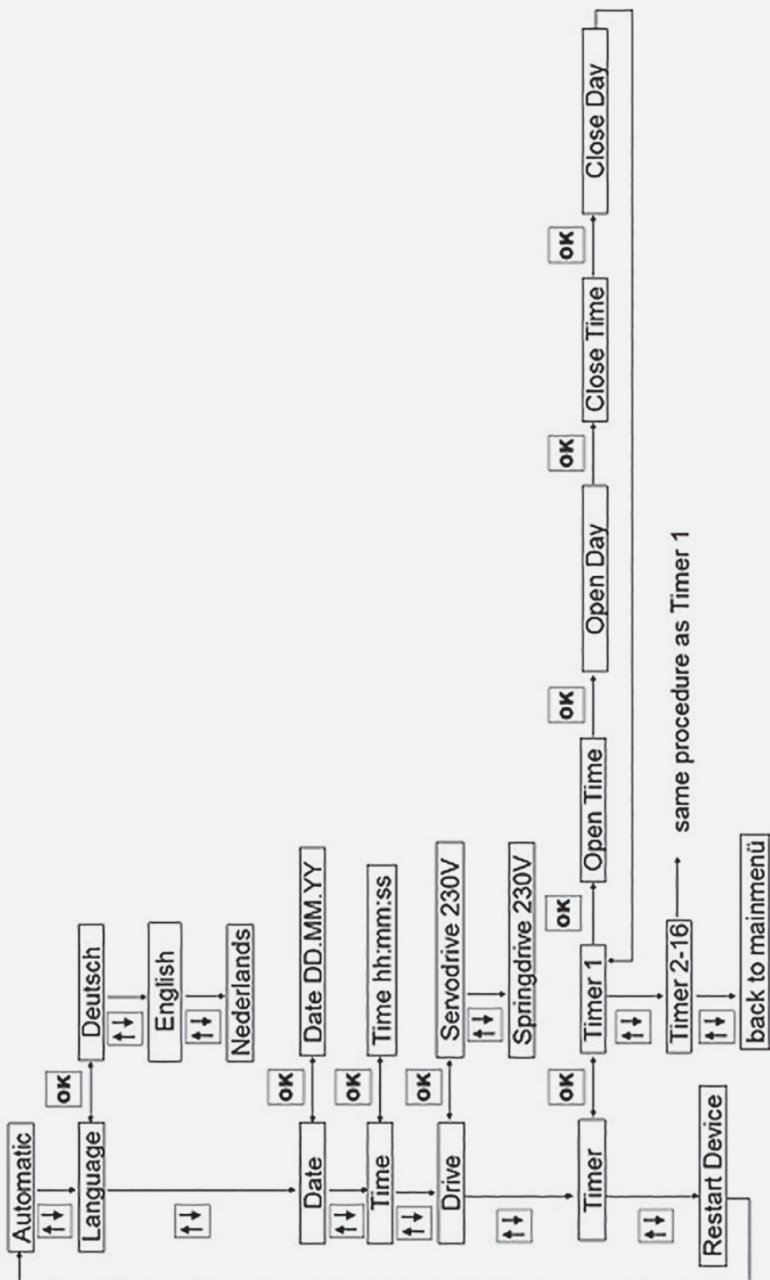 Automatic
Language
OK
Deutsch
English
Nederlands
Date
OK
Date DD.MM.YY
Time
OK
Time hh:mm:ss
Drive
OK
Servodrive 230V
Springdrive 230V
Timer
OK
Timer 1
OK
Open Time
OK
Open Day
OK
Close Time
OK
Close Day
Timer 2-16
same procedure as Timer 1
back to mainmenü
Restart Device